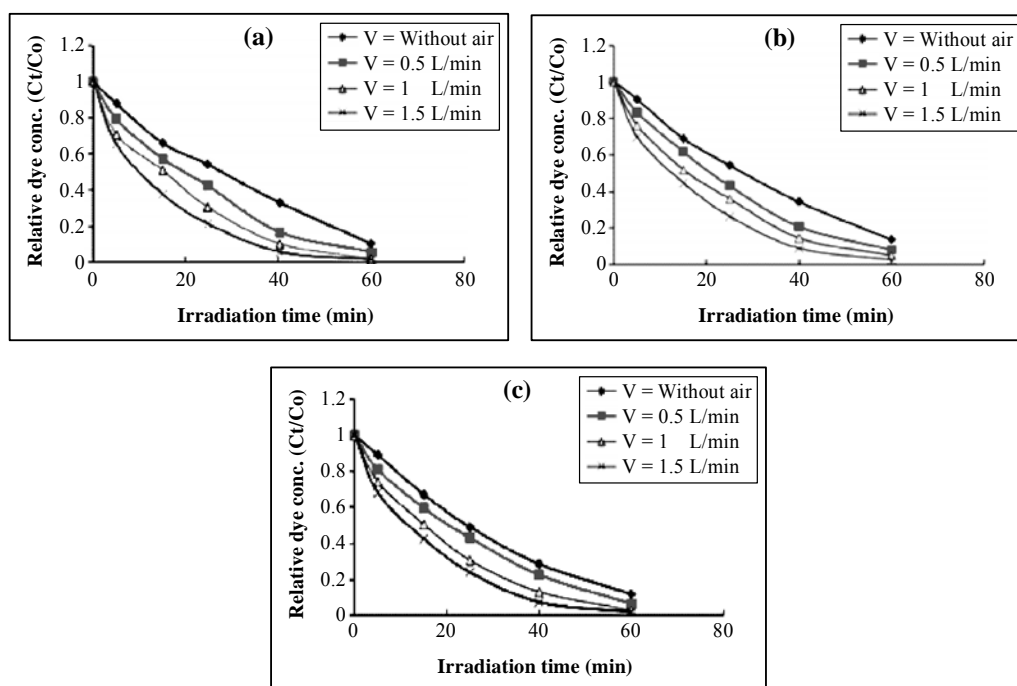 (a)
V = Without air
V = 0.5 L/min
V = 1 L/min
V = 1.5 L/min
Relative dye conc. (Ct/Co)
1.2
1
0.8
0.6
0.4
0.2
0
0 20 40 60 80
Irradiation time (min)
(b)
V = Without air
V = 0.5 L/min
V = 1 L/min
V = 1.5 L/min
Relative dye conc. (Ct/Co)
1.2
1
0.8
0.6
0.4
0.2
0
0 20 40 60 80
Irradiation time (min)
(c)
V = Without air
V = 0.5 L/min
V = 1 L/min
V = 1.5 L/min
Relative dye conc. (Ct/Co)
1.2
1
0.8
0.6
0.4
0.2
0
0 20 40 60 80
Irradiation time (min)